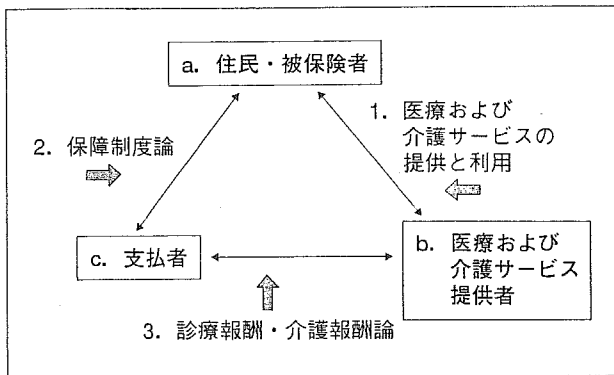 a. 住民・被保険者
1. 医療および
介護サービスの
提供と利用
2. 保障制度論
c. 支払者
b. 医療および
介護サービス
提供者
3. 診療報酬・介護報酬論